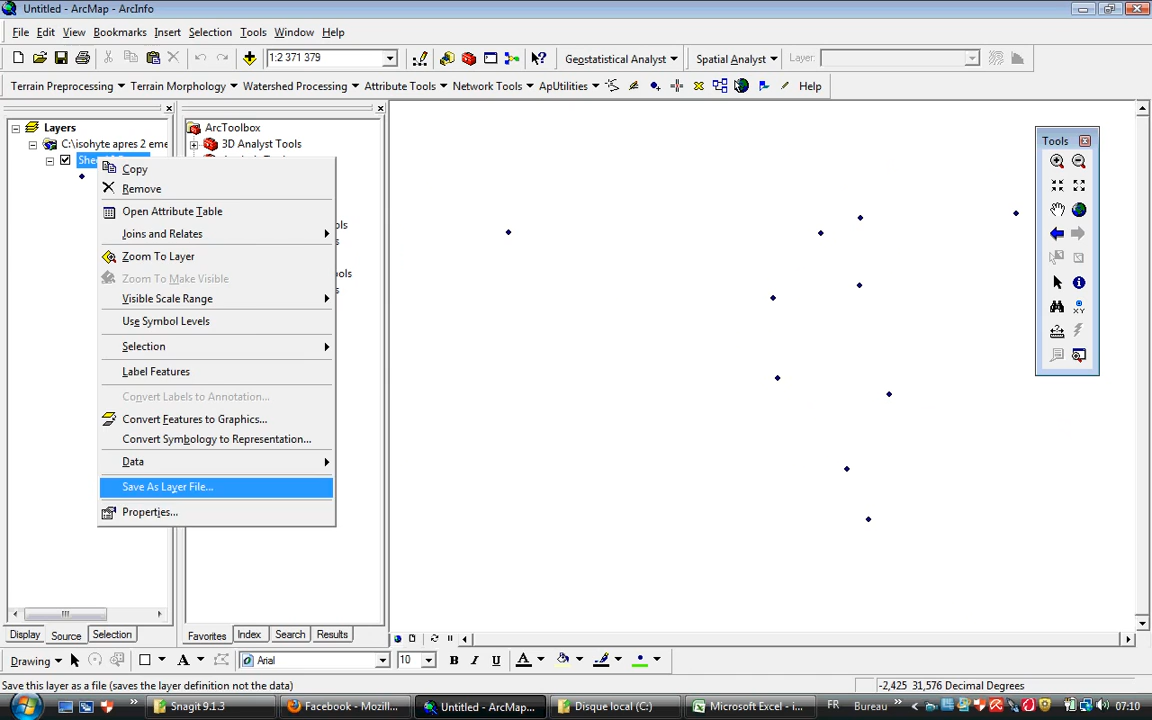 Untitled - ArcMap - ArcInfo
File Edit View Bookmarks Insert Selection Tools Window Help
1:2 371 379 Geostatistical Analyst Spatial Analyst Layer:
Terrain Preprocessing Terrain Morphology Watershed Processing Attribute Tools Network Tools ApUtilities Help
Layers
C:\isohyte apres 2 eme
ArcToolbox
3D Analyst Tools
Tools
Copy
Remove
Open Attribute Table
Joins and Relates
Zoom To Layer
Zoom To Make Visible
Visible Scale Range
Use Symbol Levels
Selection
Label Features
Convert Labels to Annotation...
Convert Features to Graphics...
Convert Symbology to Representation...
Data
Save As Layer File...
Properties...
Display Source Selection
Favorites Index Search Results
Drawing A Arial 10 B I U A
Save this layer as a file (saves the layer definition not the data)
-2,425 31,576 Decimal Degrees
Snagit 9.1.3 Facebook - Mozill... Untitled - ArcMap... Disque local (C:) Microsoft Excel - i... FR Bureau 07:10